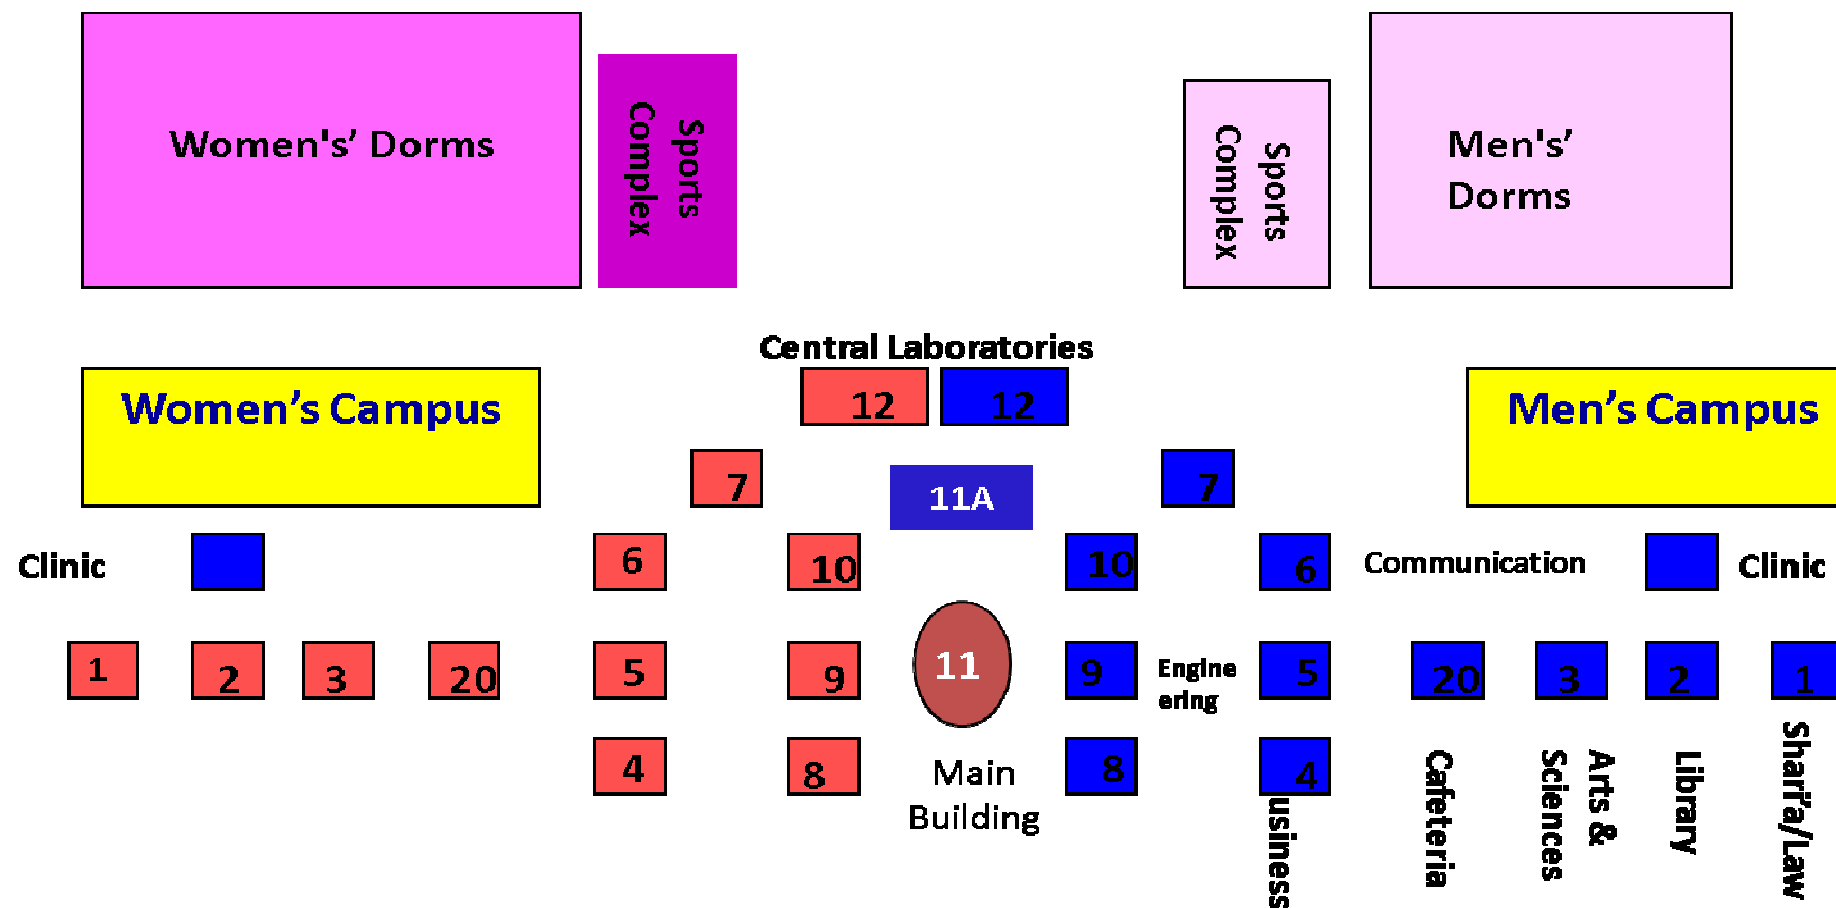 Women's’ Dorms
Sports
Complex
Sports
Complex
Men's’
Dorms
Central Laboratories
12
12
Women’s Campus
Men’s Campus
7
11A
7
Clinic
6
10
10
6
Communication
Clinic
1
2
3
20
5
9
11
9
Engine
ering
5
20
3
2
1
4
8
Main
Building
8
4
usiness
Cafeteria
Arts &
Sciences
Library
Shari’a/Law